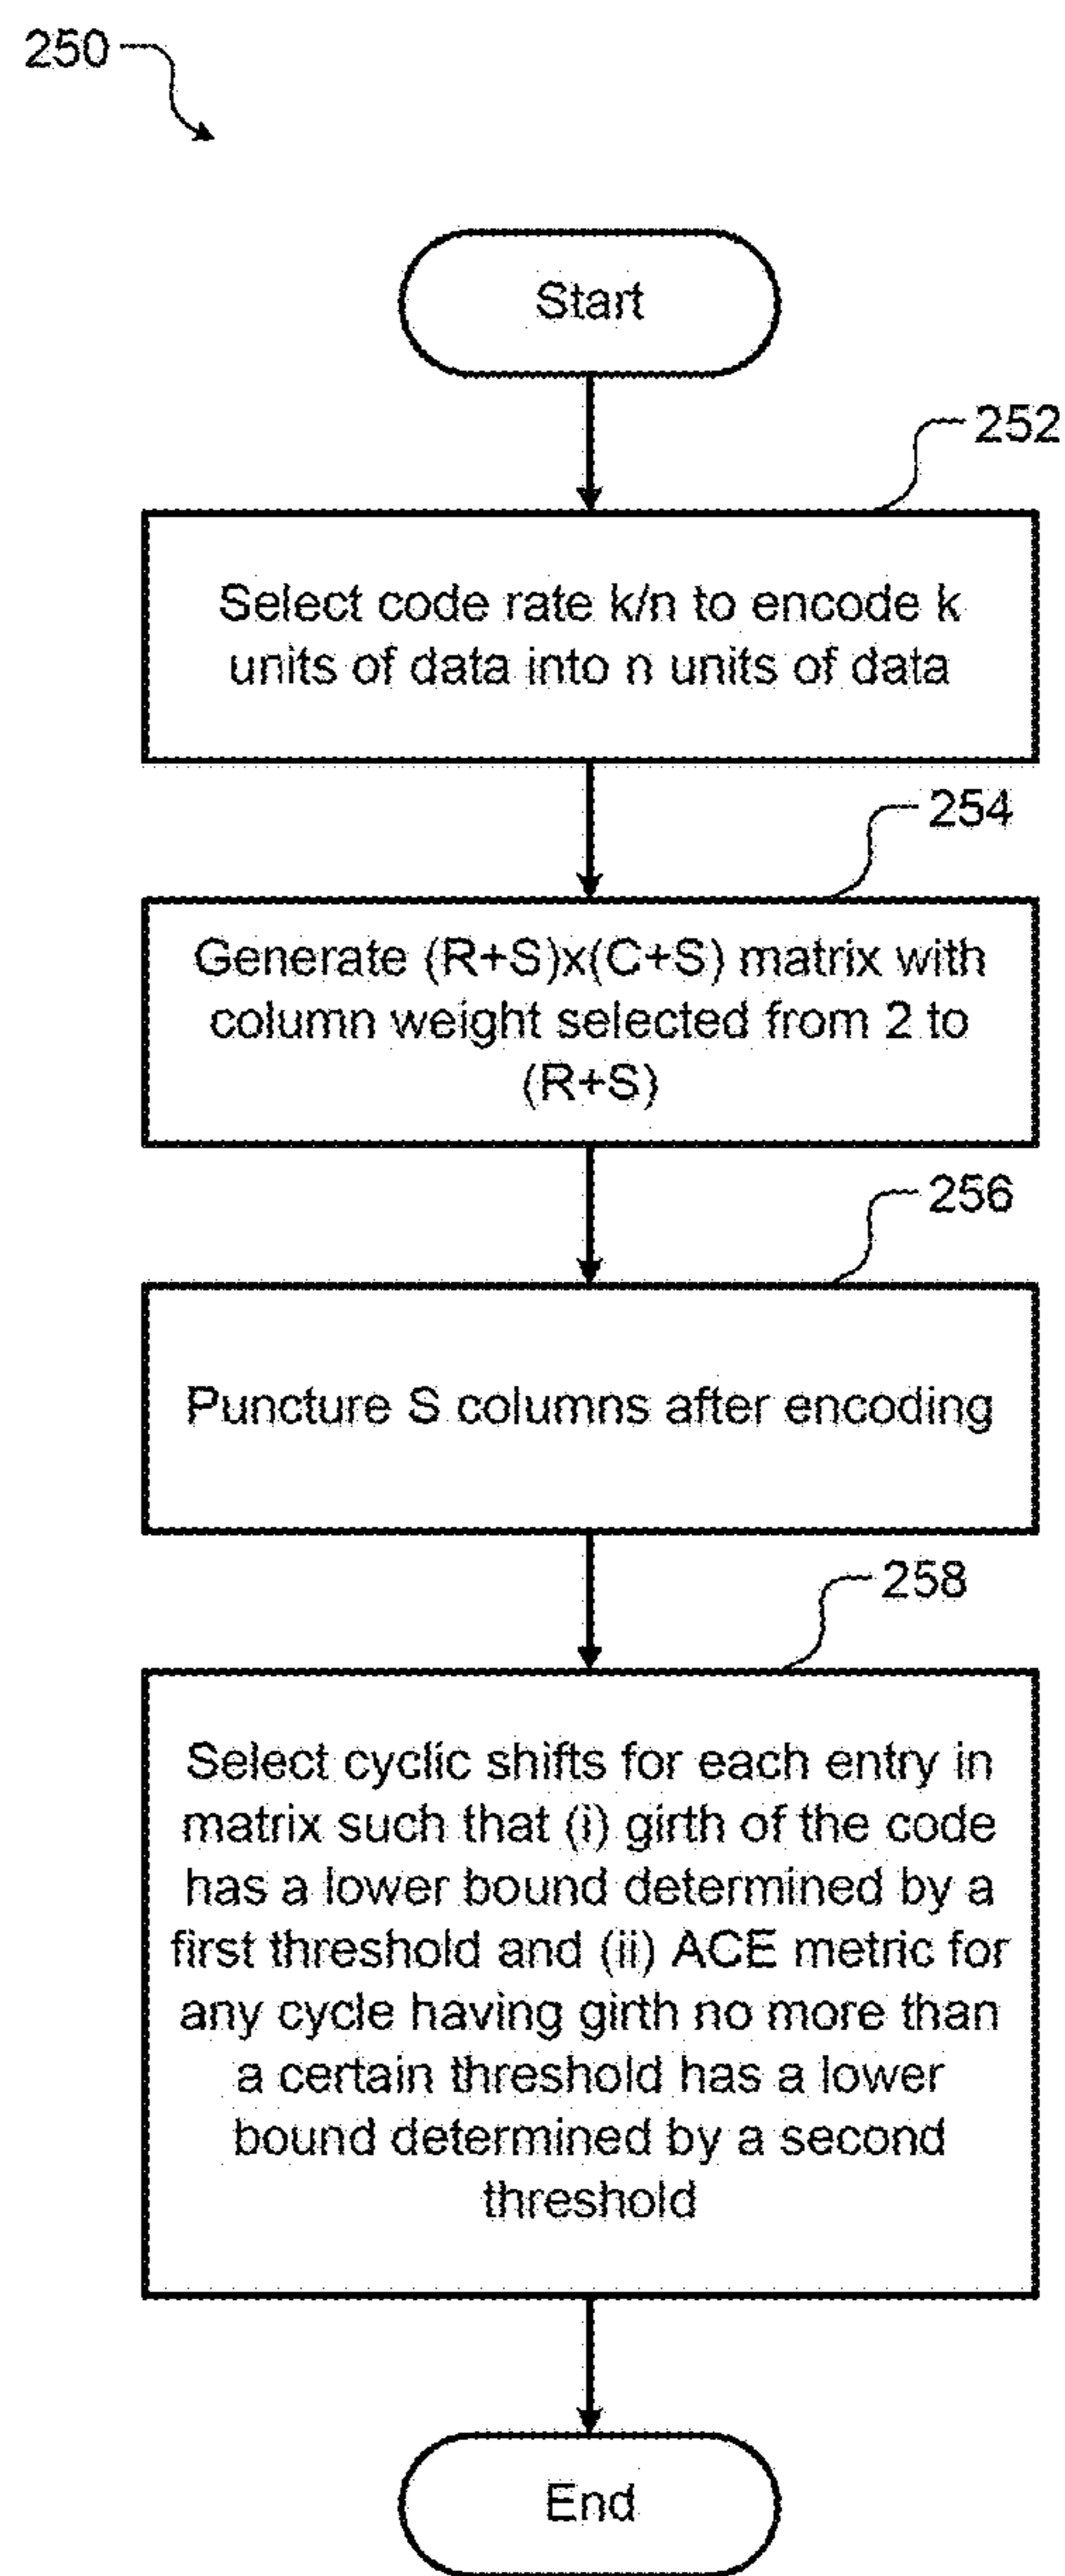 250
Start
252
Select code rate k/n to encode k
units of data into n units of data
254
Generate (R+S)x(C+S) matrix with
column weight selected from 2 to
(R+S)
256
Puncture S columns after encoding
258
Select cyclic shifts for each entry in
matrix such that (i) girth of the code
has a lower bound determined by a
first threshold and (ii) ACE metric for
any cycle having girth no more than
a certain threshold has a lower
bound determined by a second
threshold
End